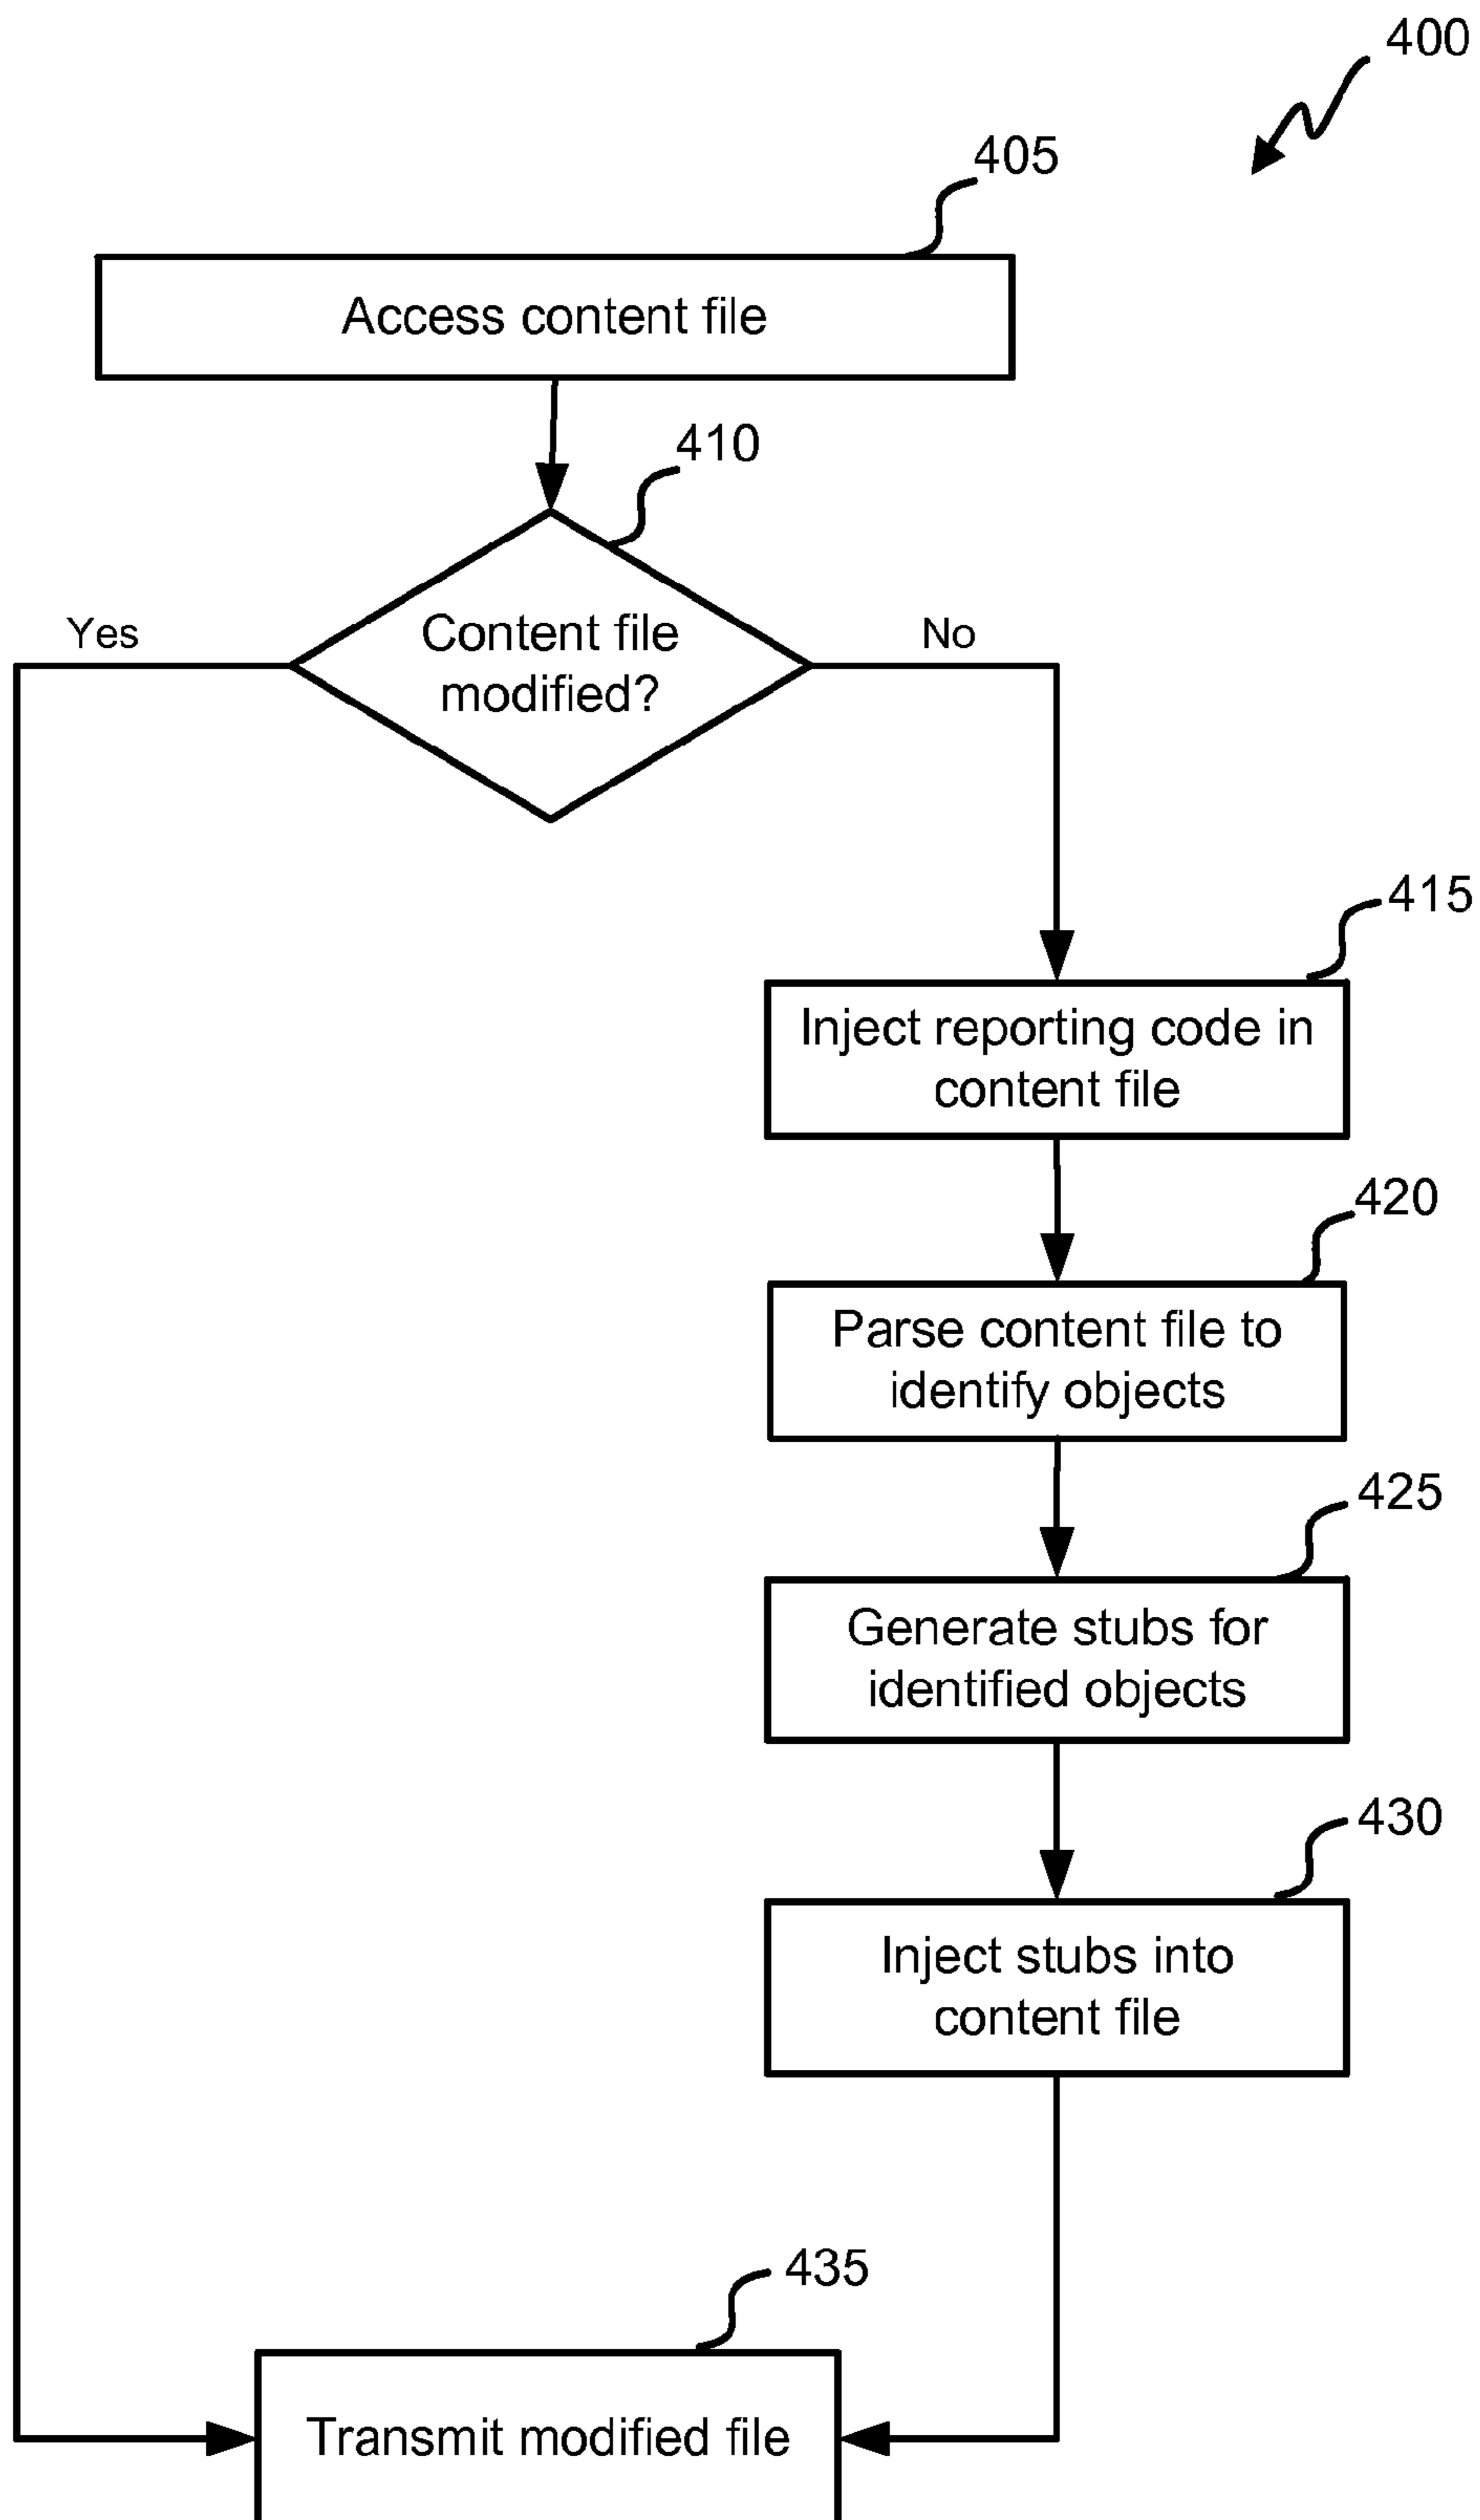 400
405
Access content file
410
Yes
Content file
modified?
No
415
Inject reporting code in
content file
420
Parse content file to
identify objects
425
Generate stubs for
identified objects
430
Inject stubs into
content file
435
Transmit modified file